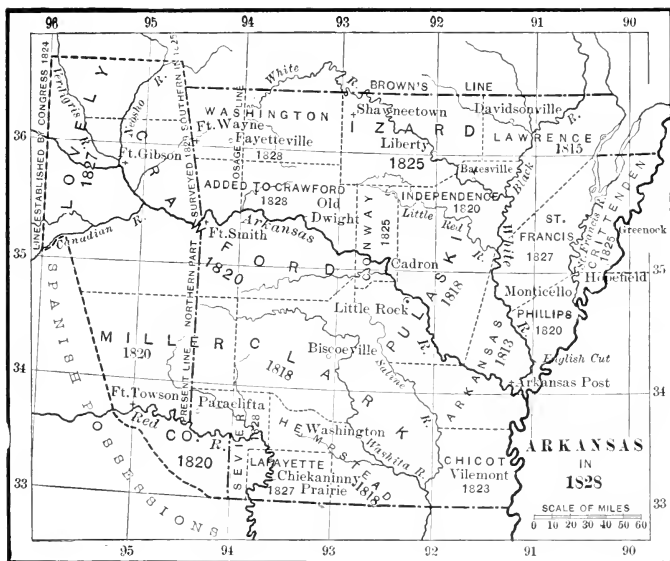 96 95 94 93 92 91 90
LINE ESTABLISHED BY CONGRESS 1824
SURVEYED 1825 SOUTHERN IN 1825
PRESENT LINE NORTHERN PART
OSAGE LINE
BROWN'S LINE
White R.
Verdigris R.
Neosho R.
LOVELY
1827
WASHINGTON
Ft. Wayne
Fayetteville
1828
Shawneetown
Davidsonville
IZARD
Liberty
1825
LAWRENCE
1815
R.
36
36
Ft. Gibson
Batesville
Black
ADDED TO CRAWFORD
1828
Old
Dwight
INDEPENDENCE
1820
Little Red R.
CONWAY
1825
ST.
FRANCIS
1827
St. Francis R.
CRITTENDEN
1825
Greenock
Canadian R.
Arkansas
Ft. Smith
CRAWFORD
1820
Cadron
PULASKI
1818
White R.
Hopefield
35
35
Monticello
PHILLIPS
1820
Little Rock
R.
ARKANSAS
1813
MILLER
1820
Biscoeville
CLARK
1818
Saline R.
English Cut
34
34
Arkansas Post
SPANISH POSSESSIONS
Ft. Towson
Paraclifta
Red R.
CO.
1820
SEVIER
1828
HEMPSTEAD
1818
Washington
Washita R.
LAFAYETTE
1827
Chickaninny
Prairie
CHICOT
Vilemont
1823
33
33
ARKANSAS
IN
1828
SCALE OF MILES
0 10 20 30 40 50 60
95 94 93 92 91 90